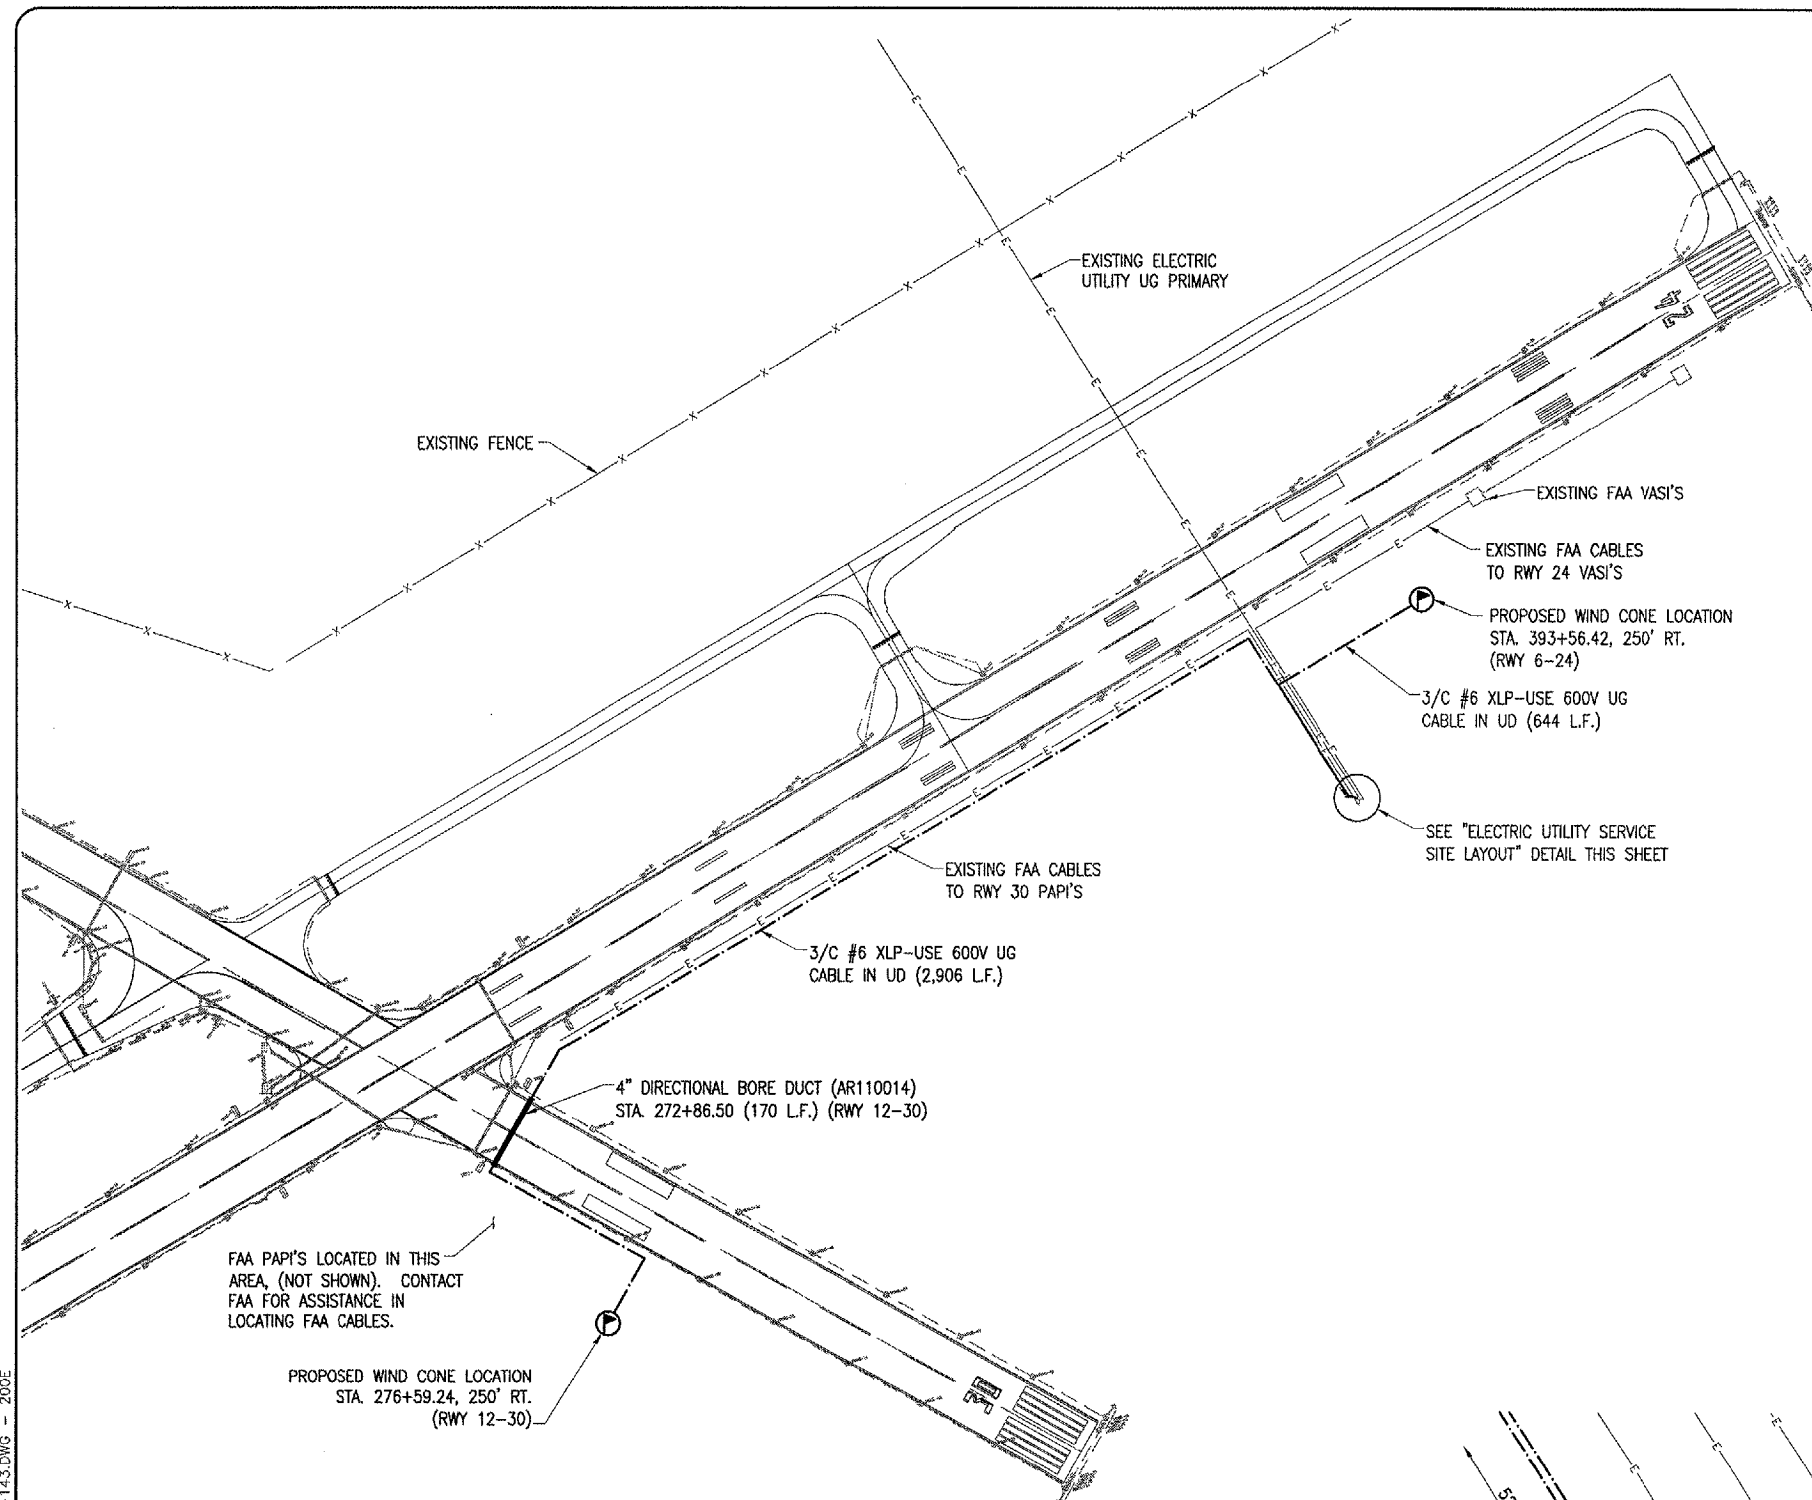 EXISTING ELECTRIC
UTILITY UG PRIMARY
24
EXISTING FENCE
EXISTING FAA VASI'S
EXISTING FAA CABLES
TO RWY 24 VASI'S
PROPOSED WIND CONE LOCATION
STA. 393+56.42, 250' RT.
(RWY 6-24)
3/C #6 XLP-USE 600V UG
CABLE IN UD (644 L.F.)
SEE "ELECTRIC UTILITY SERVICE
SITE LAYOUT" DETAIL THIS SHEET
EXISTING FAA CABLES
TO RWY 30 PAPI'S
3/C #6 XLP-USE 600V UG
CABLE IN UD (2,906 L.F.)
4" DIRECTIONAL BORE DUCT (AR110014)
STA. 272+86.50 (170 L.F.) (RWY 12-30)
FAA PAPI'S LOCATED IN THIS
AREA, (NOT SHOWN). CONTACT
FAA FOR ASSISTANCE IN
LOCATING FAA CABLES.
PROPOSED WIND CONE LOCATION
STA. 276+59.24, 250' RT.
(RWY 12-30)
30
-143.DWG - 200E